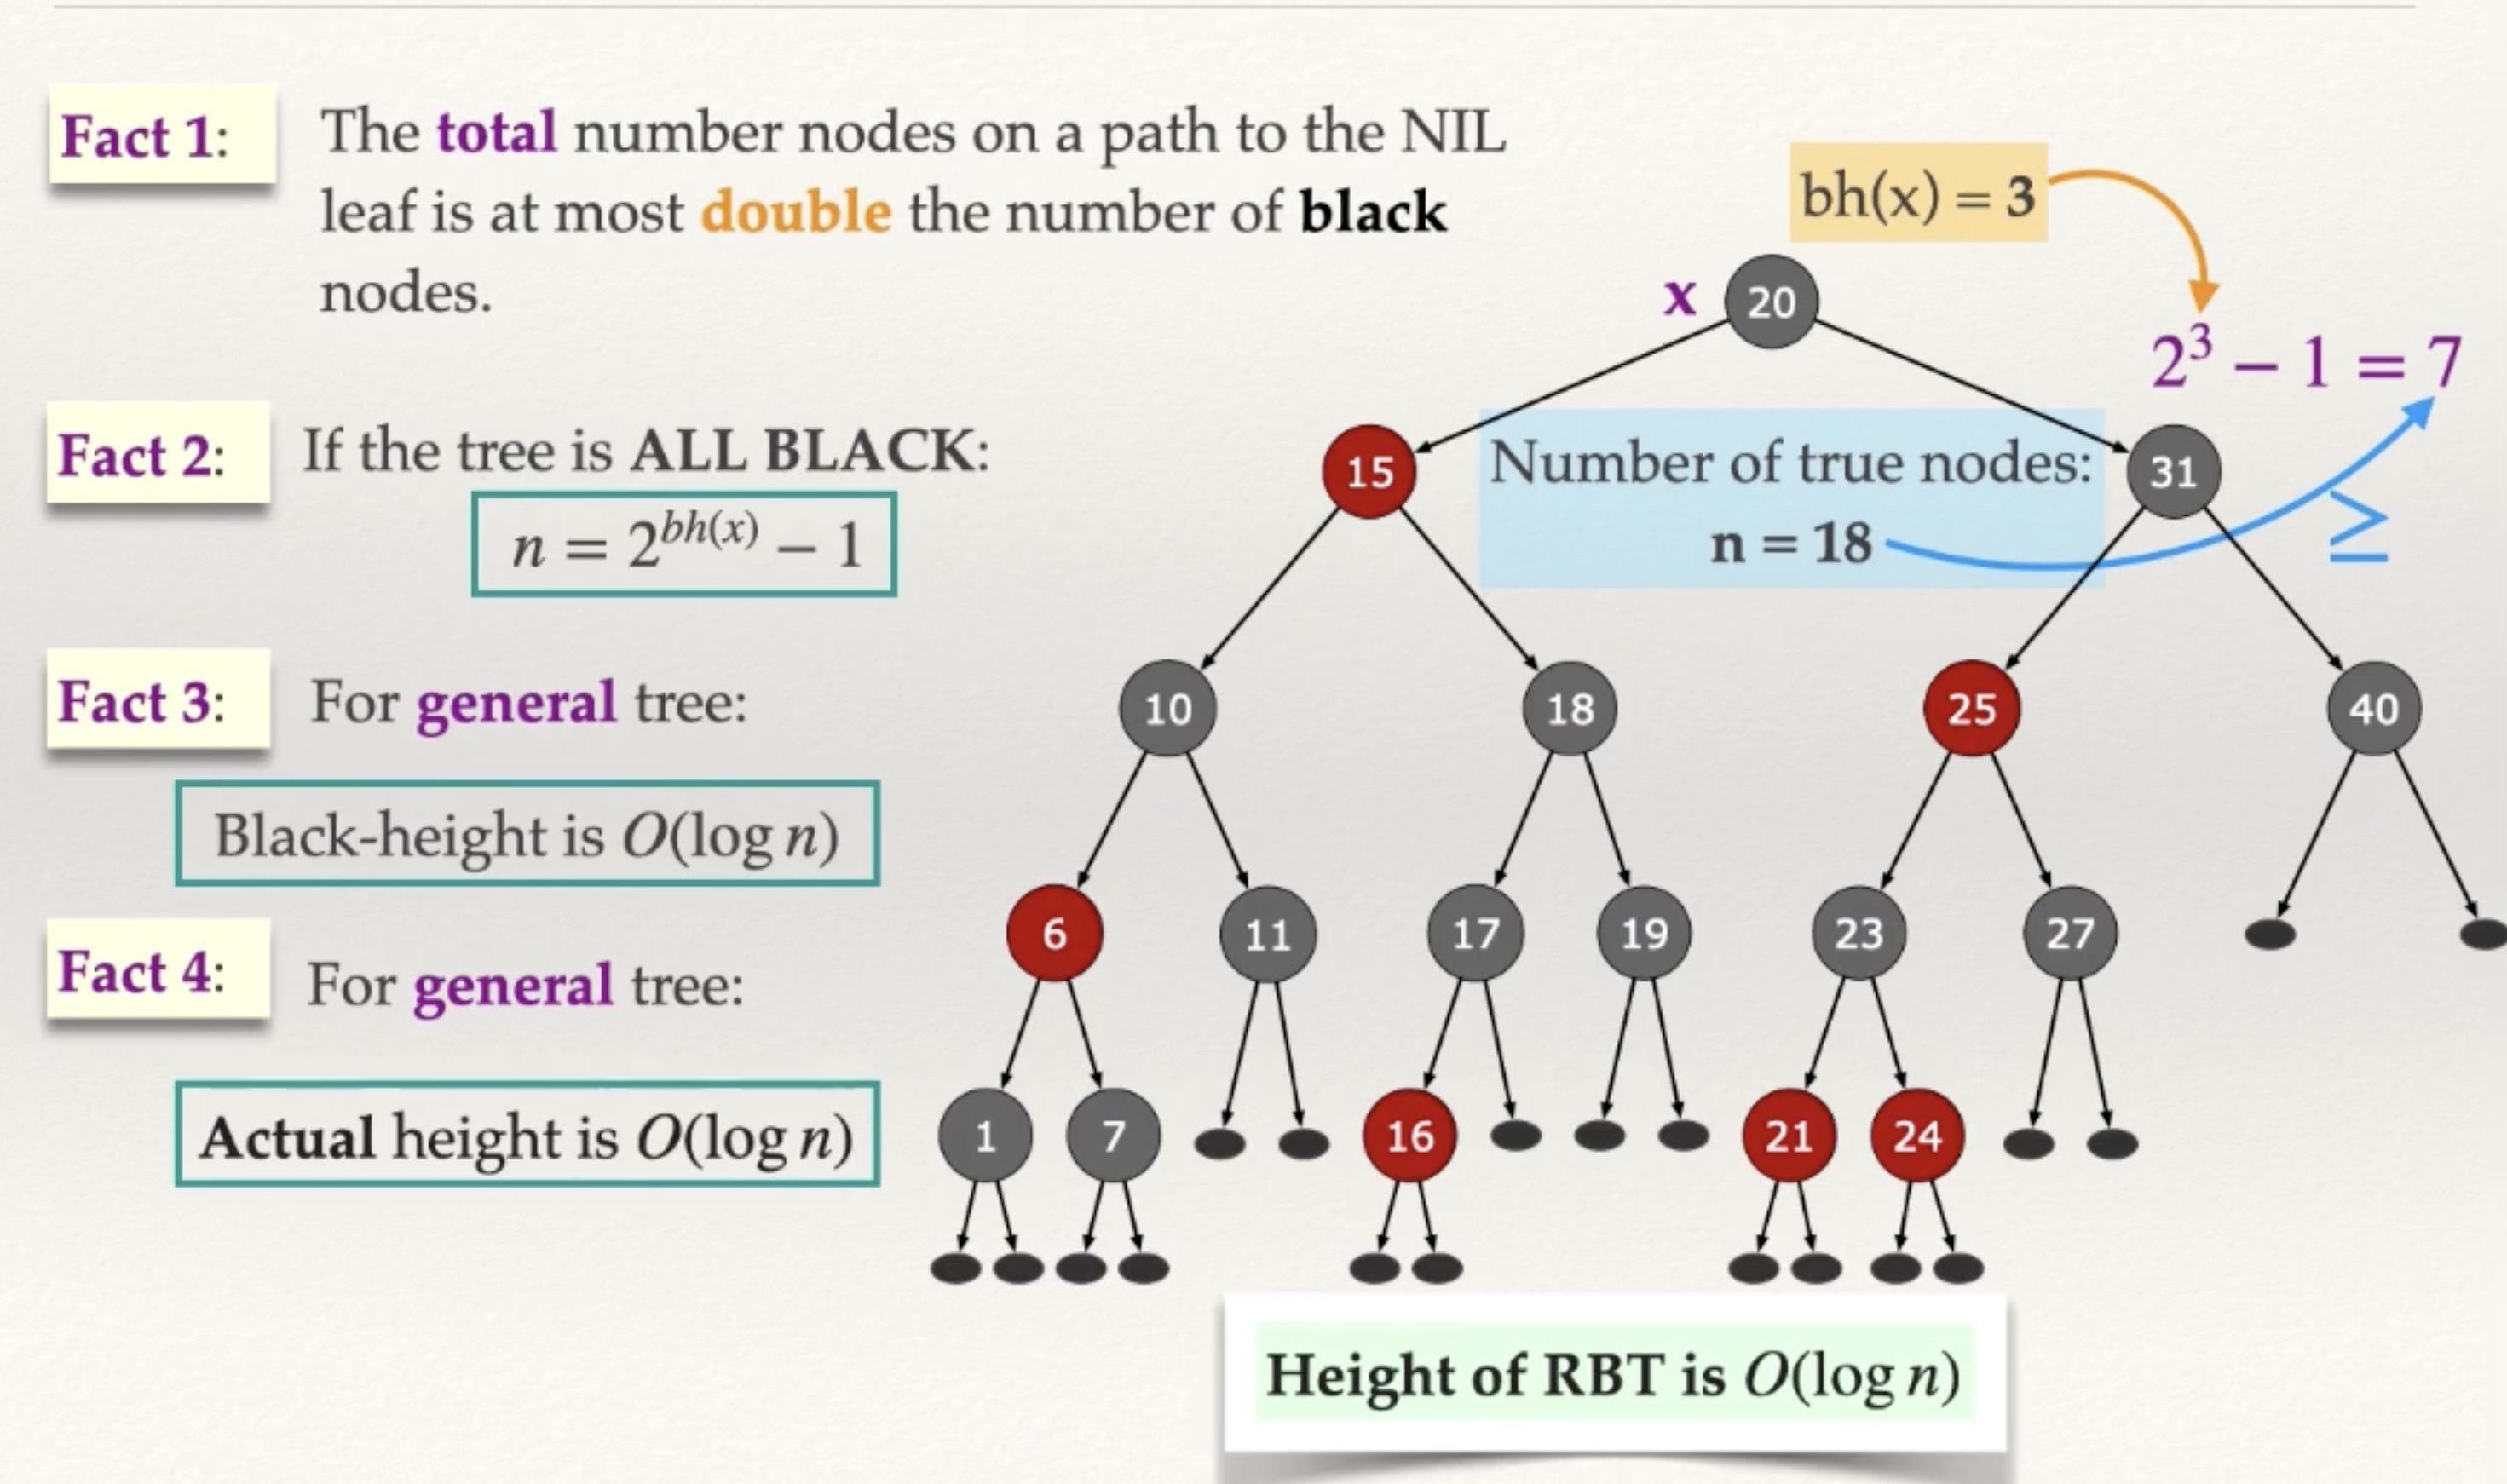 Fact 1:
The total number nodes on a path to the NIL
leaf is at most double the number of black
nodes.
Fact 2:
If the tree is ALL BLACK:
n = 2^{bh(x)} − 1
Fact 3:
For general tree:
Black-height is O(log n)
Fact 4:
For general tree:
Actual height is O(log n)
bh(x) = 3
x
20
2³ − 1 = 7
15
Number of true nodes:
n = 18
31
≥
10
18
25
40
6
11
17
19
23
27
1
7
16
21
24
Height of RBT is O(log n)